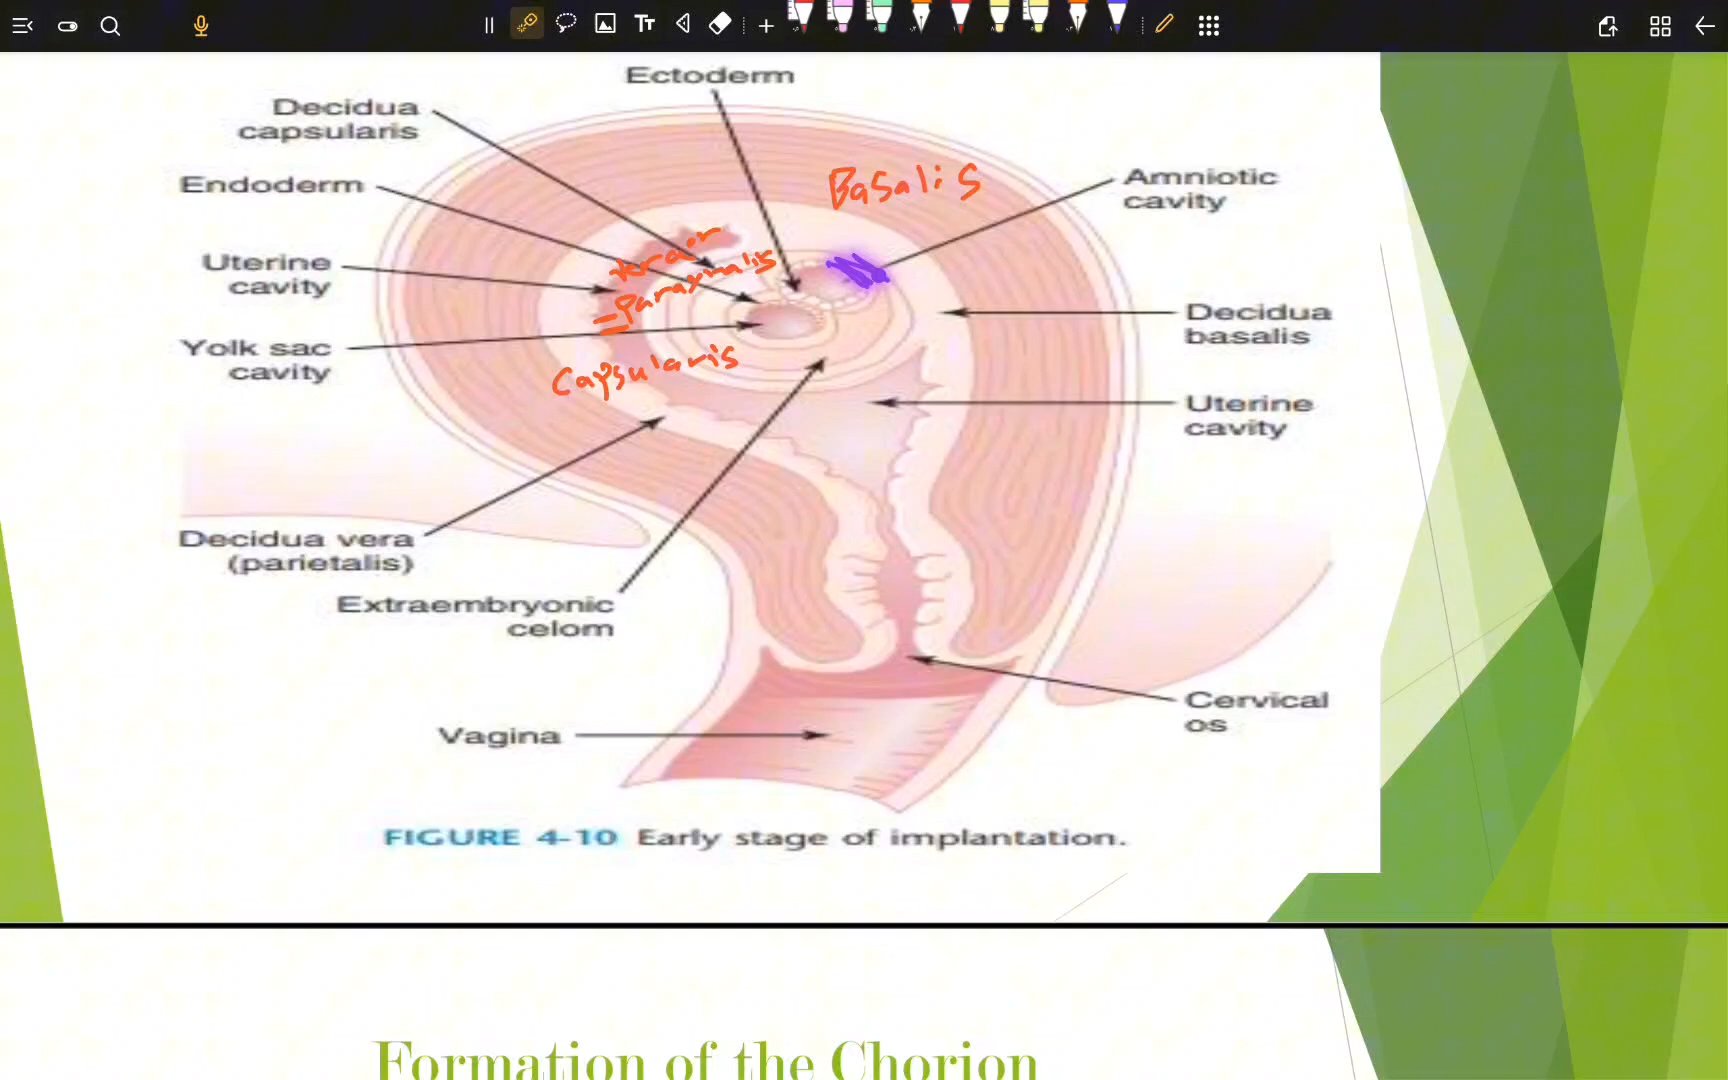 Tт
Ectoderm
Decidua
capsularis
Endoderm
Uterine
cavity
Yolk sac
cavity
Basalis
Amniotic
cavity
Capsularis
Decidua
basalis
Uterine
cavity
Decidua vera
(parietalis)
Extraembryonic
celom
Cervical
os
Vagina
FIGURE 4-10 Early stage of implantation.
Formation of the Chorion